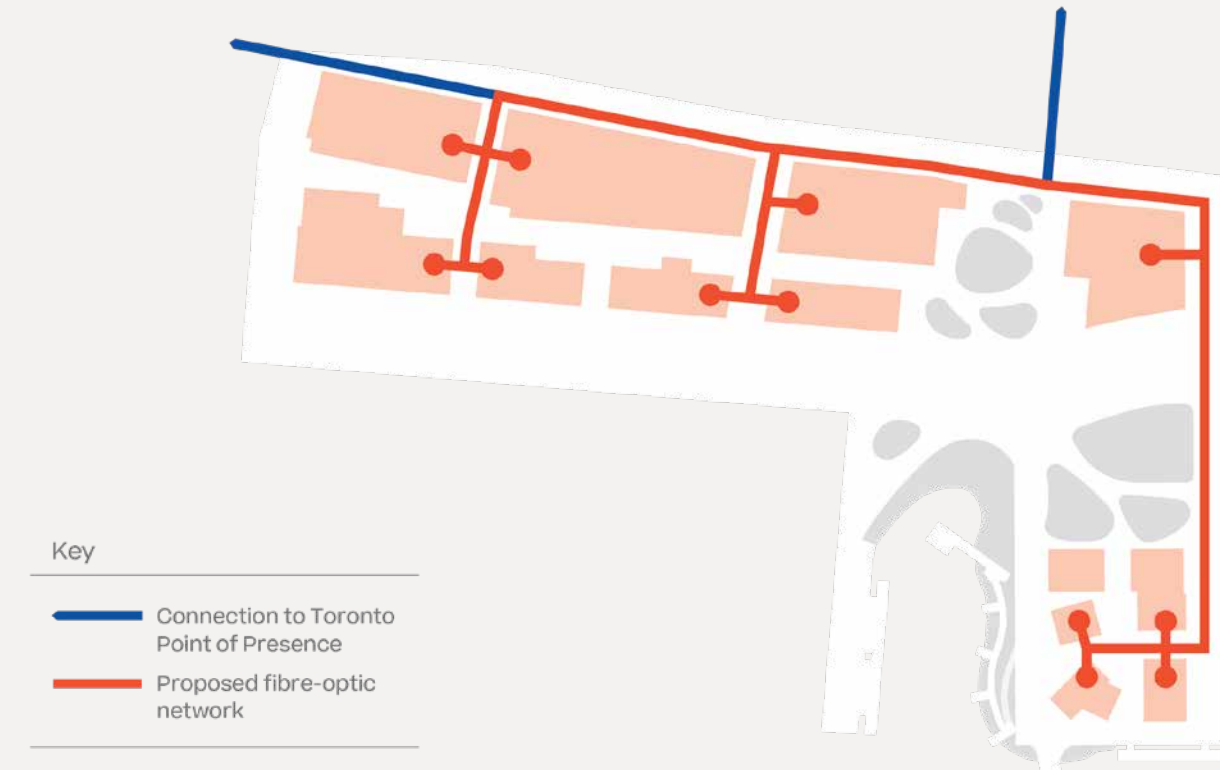 Key
Connection to Toronto
Point of Presence
Proposed fibre-optic
network